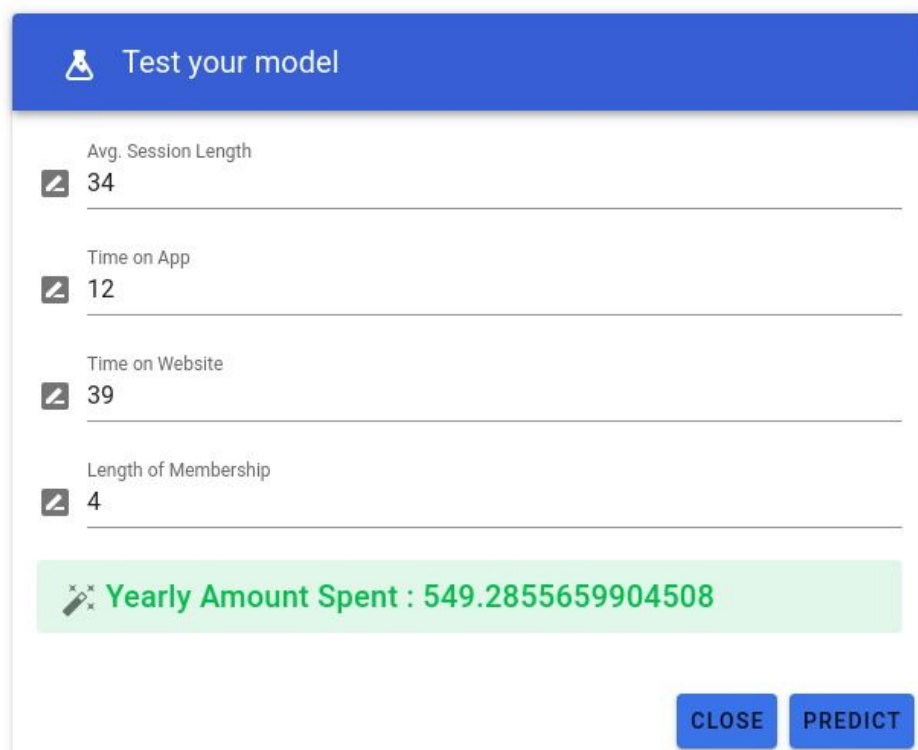 Test your model
Avg. Session Length
34
Time on App
12
Time on Website
39
Length of Membership
4
Yearly Amount Spent : 549.2855659904508
CLOSE PREDICT